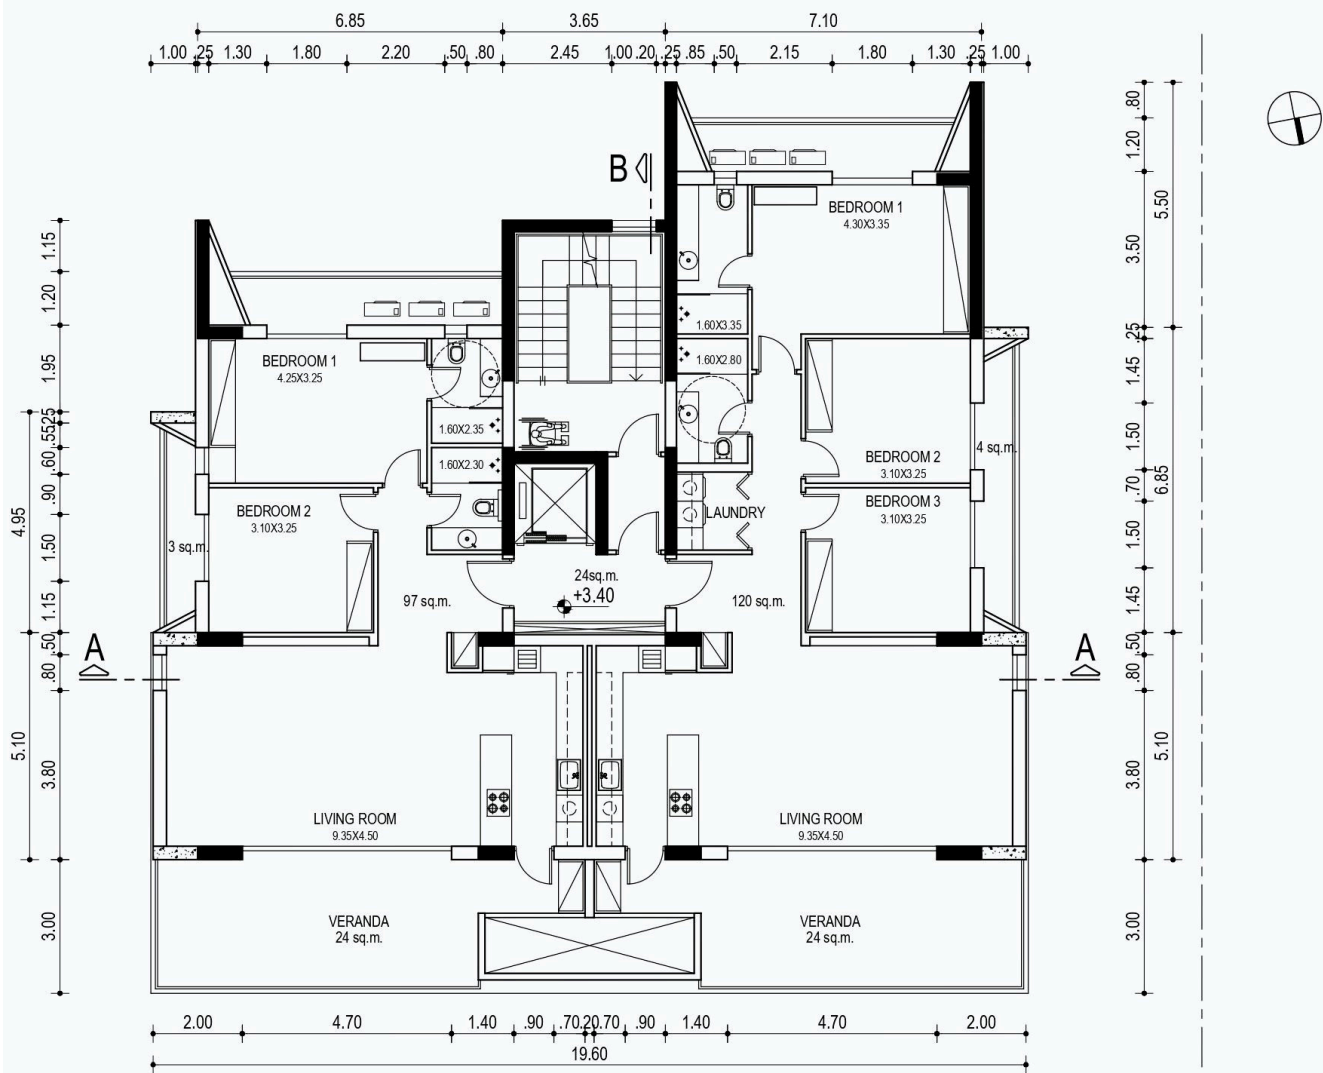 6.85 3.65 7.10
1.00 .25 1.30 1.80 2.20 .50 .80 2.45 1.00 .20 .25 .85 .50 2.15 1.80 1.30 .25 1.00
.80
1.20
5.50
3.50
.25
1.45
1.50
.70
6.85
1.50
1.45
.50
.80
5.10
3.80
3.00
1.15
1.20
1.95
.25
.55
.60
.90
4.95
1.50
1.15
.50
.80
5.10
3.80
3.00
B
BEDROOM 1
4.30X3.35
1.60X3.35
1.60X2.80
BEDROOM 1
4.25X3.25
1.60X2.35
1.60X2.30
BEDROOM 2
3.10X3.25
4 sq.m.
BEDROOM 2
3.10X3.25
BEDROOM 3
3.10X3.25
LAUNDRY
3 sq.m.
24sq.m.
+3.40
97 sq.m.
120 sq.m.
A
A
LIVING ROOM
9.35X4.50
LIVING ROOM
9.35X4.50
VERANDA
24 sq.m.
VERANDA
24 sq.m.
2.00 4.70 1.40 .90 .70 .20 .70 .90 1.40 4.70 2.00
19.60